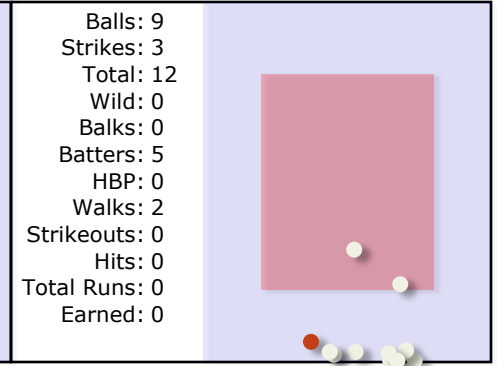 Balls: 9
Strikes: 3
Total: 12
Wild: 0
Balks: 0
Batters: 5
HBP: 0
Walks: 2
Strikeouts: 0
Hits: 0
Total Runs: 0
Earned: 0